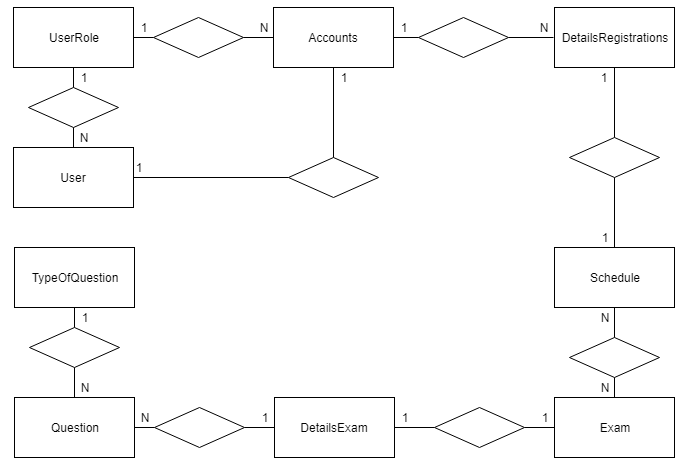 UserRole 1 N Accounts 1 N DetailsRegistrations
1 1 1
N
User 1
1
TypeOfQuestion Schedule
1 N
N N
Question N 1 DetailsExam 1 1 Exam